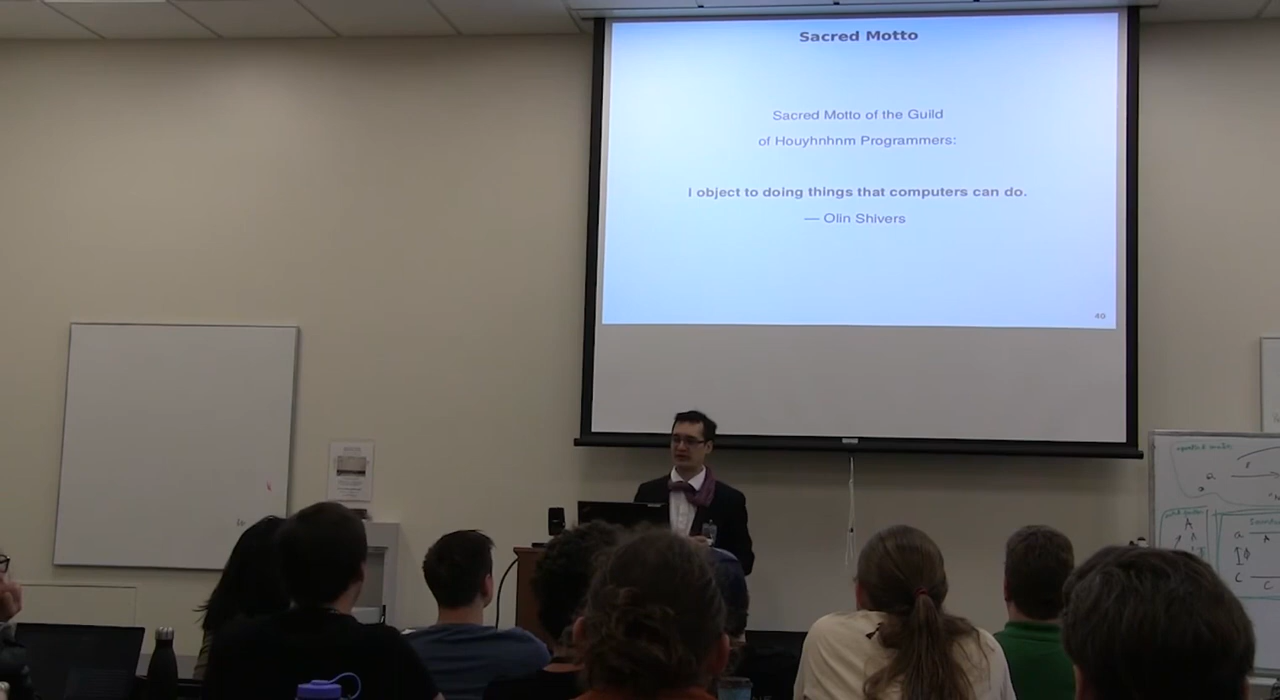 Sacred Motto
Sacred Motto of the Guild
of Houyhnhnm Programmers:
I object to doing things that computers can do.
— Olin Shivers
40